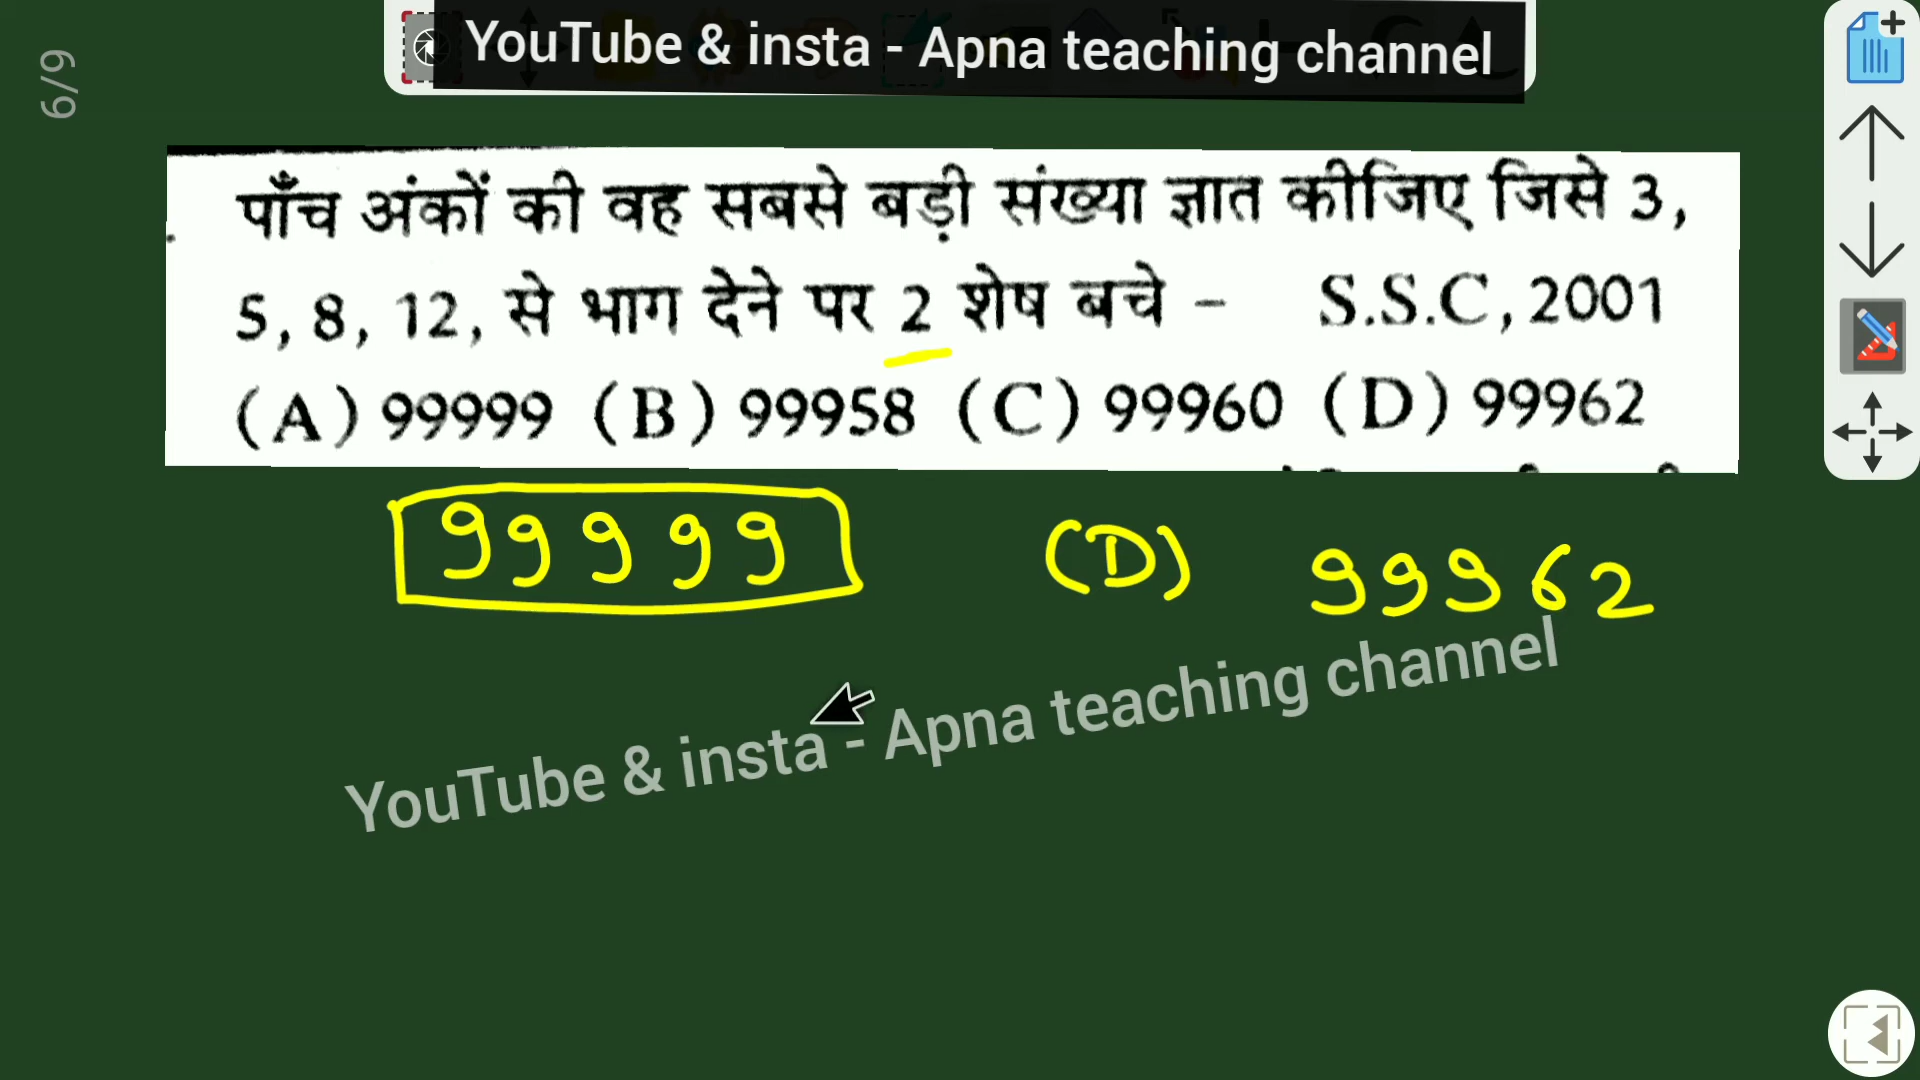 YouTube & insta - Apna teaching channel
6/9
पाँच अंकों की वह सबसे बड़ी संख्या ज्ञात कीजिए जिसे 3,
5, 8, 12, से भाग देने पर 2 शेष बचे - S.S.C, 2001
(A) 99999 (B) 99958 (C) 99960 (D) 99962
99999 (D) 99962
YouTube & insta - Apna teaching channel